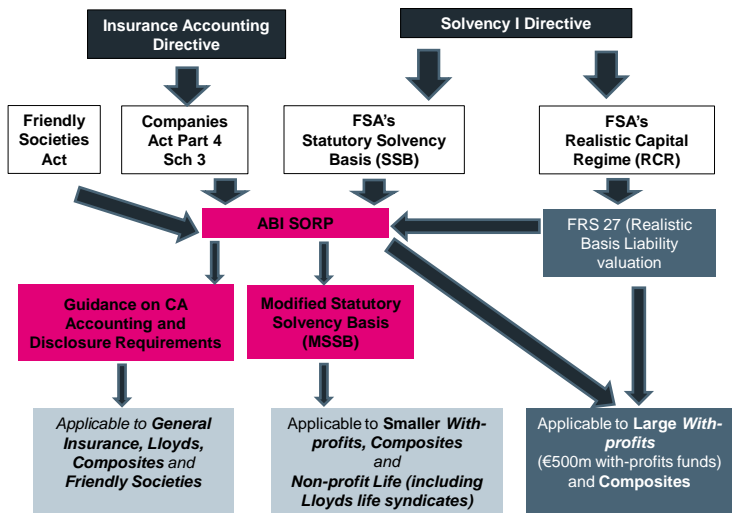 Insurance Accounting
Directive
Solvency I Directive
Friendly
Societies
Act
Companies
Act Part 4
Sch 3
FSA's
Statutory Solvency
Basis (SSB)
FSA's
Realistic Capital
Regime (RCR)
ABI SORP
FRS 27 (Realistic
Basis Liability
valuation
Guidance on CA
Accounting and
Disclosure Requirements
Modified Statutory
Solvency Basis
(MSSB)
Applicable to General
Insurance, Lloyds,
Composites and
Friendly Societies
Applicable to Smaller With-
profits, Composites
and
Non-profit Life (including
Lloyds life syndicates)
Applicable to Large With-
profits
(€500m with-profits funds)
and Composites